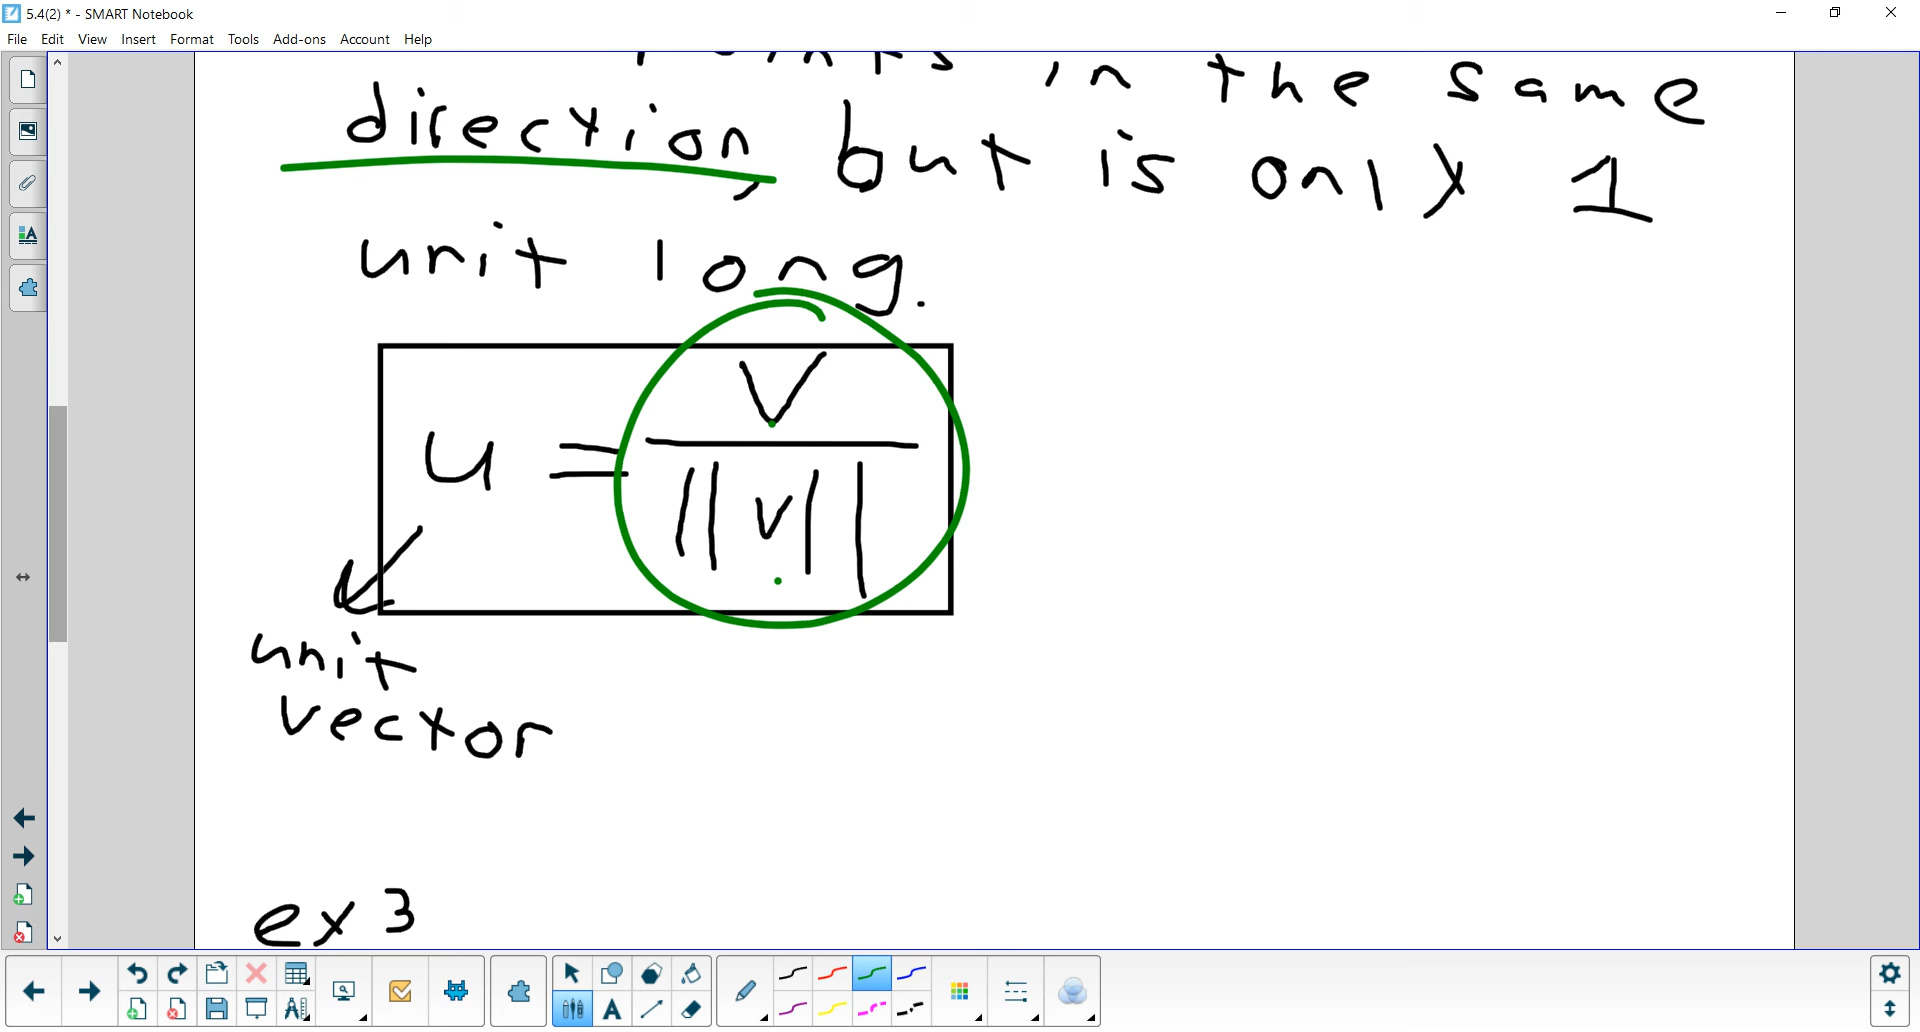 5.4(2) * - SMART Notebook
File Edit View Insert Format Tools Add-ons Account Help
points in the same
direction, but is only 1
unit long.
u = v / ||v||
unit
vector
ex 3